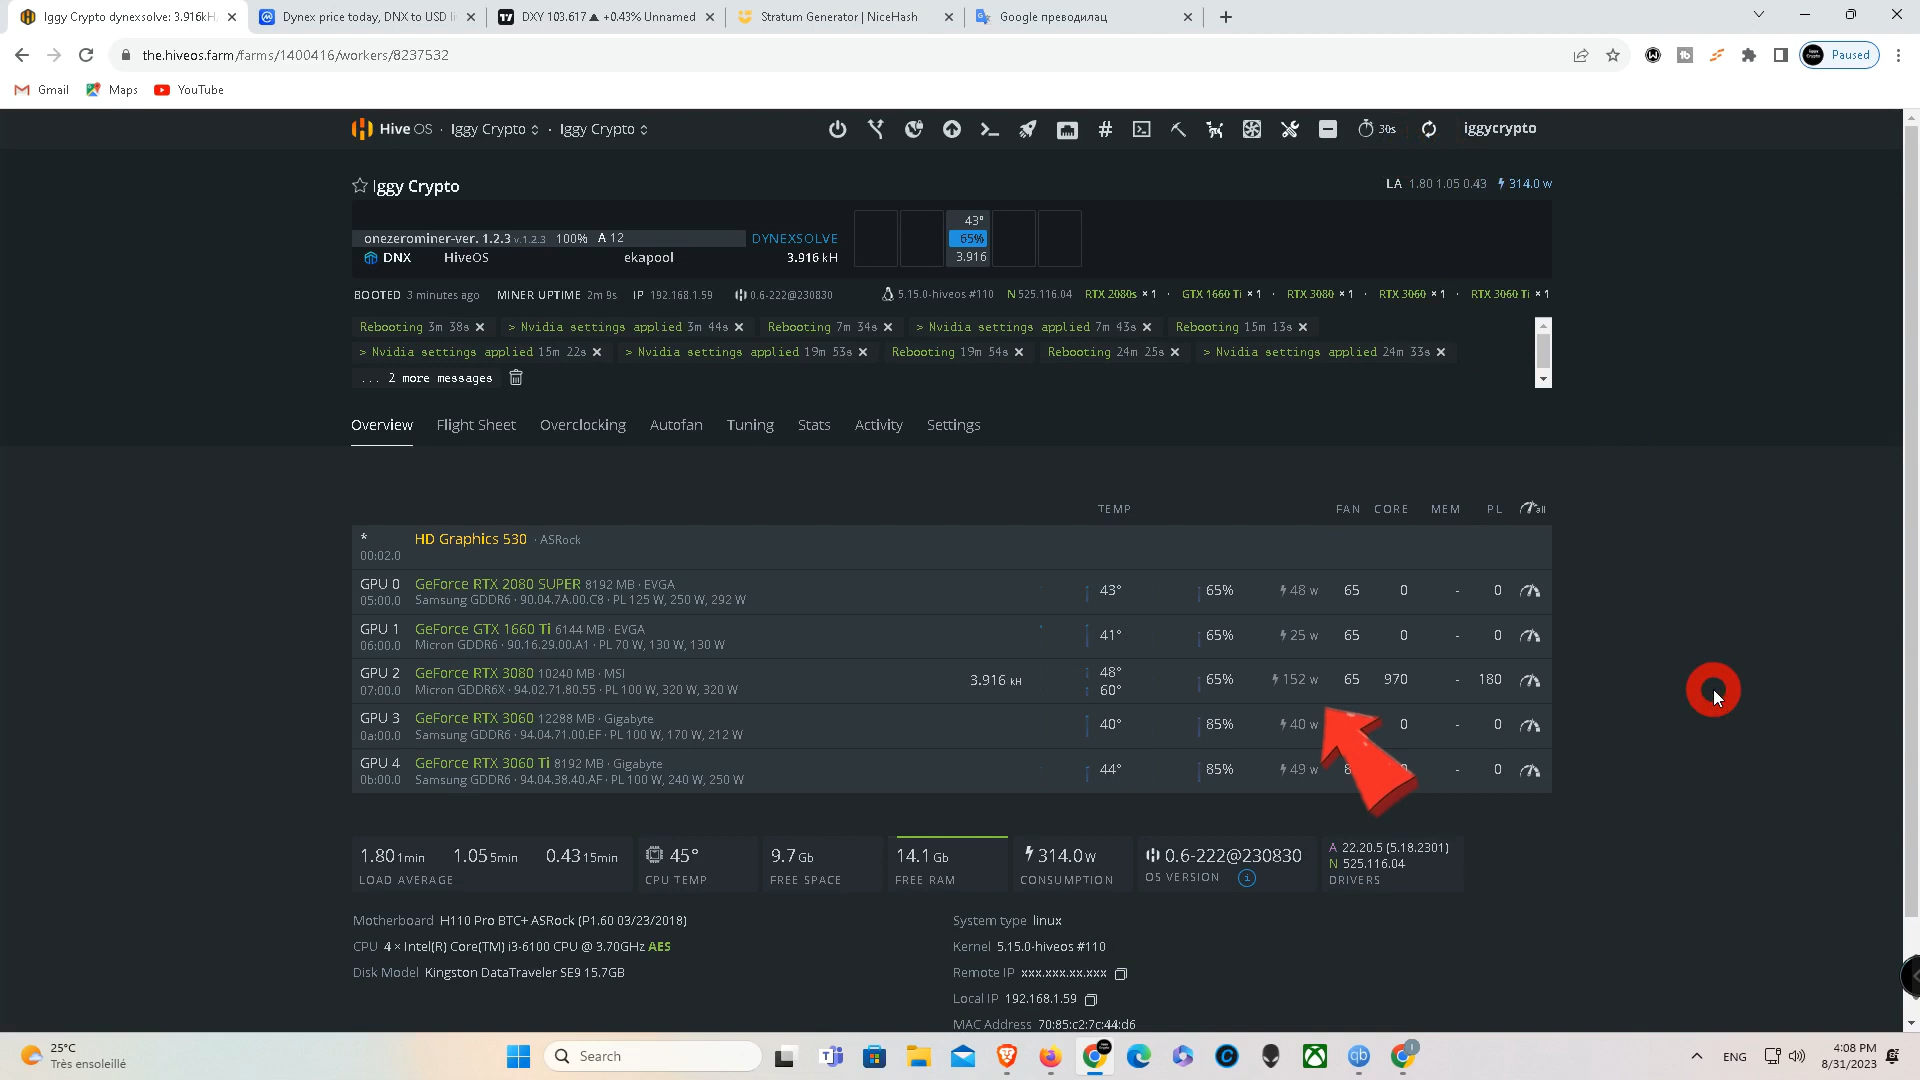 Iggy Crypto dynexsolve: 3.916kH
Dynex price today, DNX to USD li
DXY 103.617 ▲ +0.43% Unnamed
Stratum Generator | NiceHash
Google преводилац
the.hiveos.farm/farms/1400416/workers/8237532
Paused
Gmail
Maps
YouTube
Hive OS · Iggy Crypto · Iggy Crypto
30s
iggycrypto
Iggy Crypto
LA 1.80 1.05 0.43 314.0 w
43°
onezerominer-ver. 1.2.3 v.1.2.3 100% A 12 DYNEXSOLVE 65%
DNX HiveOS ekapool 3.916 kH 3.916
BOOTED 3 minutes ago MINER UPTIME 2m 9s IP 192.168.1.59 0.6-222@230830 5.15.0-hiveos #110 N 525.116.04 RTX 2080s × 1 · GTX 1660 Ti × 1 · RTX 3080 × 1 · RTX 3060 × 1 · RTX 3060 Ti × 1
Rebooting 3m 38s × > Nvidia settings applied 3m 44s × Rebooting 7m 34s × > Nvidia settings applied 7m 43s × Rebooting 15m 13s ×
> Nvidia settings applied 15m 22s × > Nvidia settings applied 19m 53s × Rebooting 19m 54s × Rebooting 24m 25s × > Nvidia settings applied 24m 33s ×
... 2 more messages
Overview Flight Sheet Overclocking Autofan Tuning Stats Activity Settings
TEMP FAN CORE MEM PL all
* HD Graphics 530 · ASRock
00:02.0
GPU 0 GeForce RTX 2080 SUPER 8192 MB · EVGA 43° 65% 48 w 65 0 - 0
05:00.0 Samsung GDDR6 · 90.04.7A.00.C8 · PL 125 W, 250 W, 292 W
GPU 1 GeForce GTX 1660 Ti 6144 MB · EVGA 41° 65% 25 w 65 0 - 0
06:00.0 Micron GDDR6 · 90.16.29.00.A1 · PL 70 W, 130 W, 130 W
GPU 2 GeForce RTX 3080 10240 MB · MSI 3.916 kH 48° 65% 152 w 65 970 - 180
07:00.0 Micron GDDR6X · 94.02.71.80.55 · PL 100 W, 320 W, 320 W 60°
GPU 3 GeForce RTX 3060 12288 MB · Gigabyte 40° 85% 40 w 0 - 0
0a:00.0 Samsung GDDR6 · 94.04.71.00.EF · PL 100 W, 170 W, 212 W
GPU 4 GeForce RTX 3060 Ti 8192 MB · Gigabyte 44° 85% 49 w - 0
0b:00.0 Samsung GDDR6 · 94.04.38.40.AF · PL 100 W, 240 W, 250 W
1.80 1min 1.05 5min 0.43 15min
LOAD AVERAGE
45°
CPU TEMP
9.7 Gb
FREE SPACE
14.1 Gb
FREE RAM
314.0 W
CONSUMPTION
0.6-222@230830
OS VERSION
A 22.20.5 (5.18.2301)
N 525.116.04
DRIVERS
Motherboard H110 Pro BTC+ ASRock (P1.60 03/23/2018)
CPU 4 × Intel(R) Core(TM) i3-6100 CPU @ 3.70GHz AES
Disk Model Kingston DataTraveler SE9 15.7GB
System type linux
Kernel 5.15.0-hiveos #110
Remote IP xxx.xxx.xx.xxx
Local IP 192.168.1.59
MAC Address 70:85:c2:7c:44:d6
25°C
Très ensoleillé
Search
ENG
4:08 PM
8/31/2023